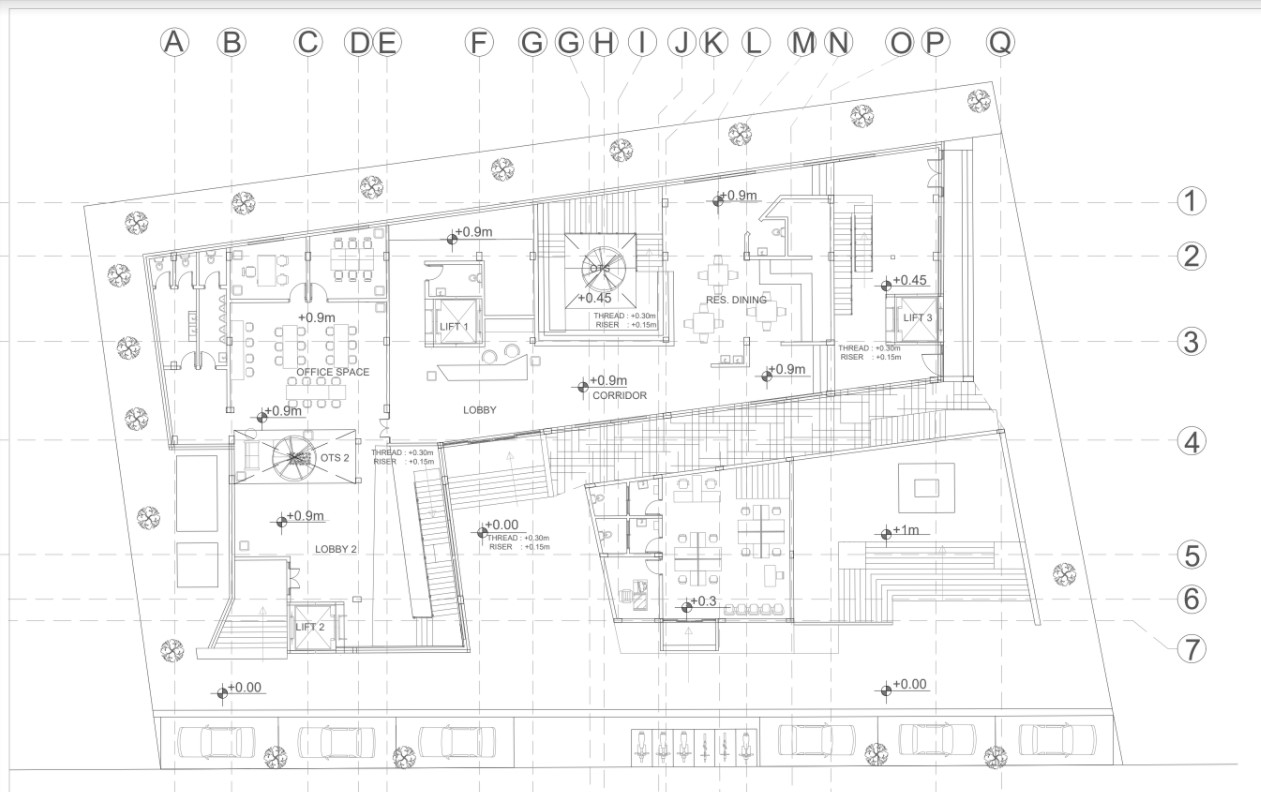 A B C D E F G G H I J K L M N O P Q
1
+0.9m
+0.9m
2
OTS
+0.45
+0.45
RES. DINING
+0.9m
THREAD : +0.30m
RISER : +0.15m
LIFT 1
LIFT 3
3
THREAD : +0.30m
RISER : +0.15m
OFFICE SPACE
+0.9m
+0.9m
CORRIDOR
+0.9m
LOBBY
4
THREAD : +0.30m
RISER : +0.15m
OTS 2
+0.9m
+0.00
THREAD : +0.30m
RISER : +0.15m
+1m
LOBBY 2
5
6
+0.3
LIFT 2
7
+0.00
+0.00